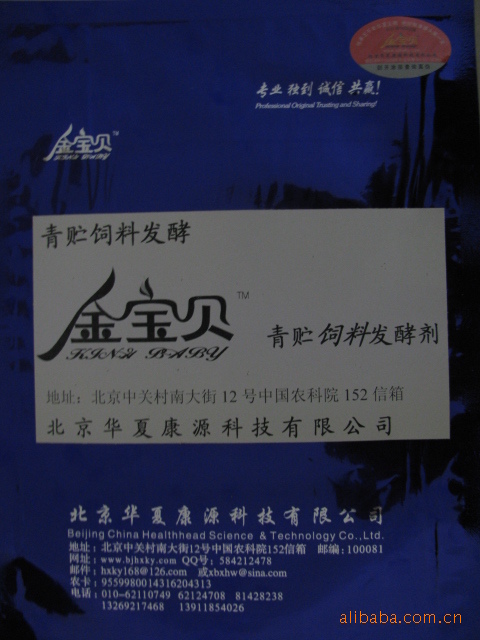 专业 独到 诚信 共赢!
Professional Original Trusting and Sharing!
金宝贝 TM
青贮饲料发酵
金宝贝 TM
KING BABY
青贮饲料发酵剂
地址：北京中关村南大街 12 号中国农科院 152 信箱
北京华夏康源科技有限公司
北京华夏康源科技有限公司
Beijing China Healthhead Science & Technology Co.,Ltd.
地址：北京中关村南大街12号中国农科院152信箱 邮编：100081
网址：www.bjhxky.com QQ号：584212478
邮件：hxky168@126.com 或xbxhw@sina.com
农卡：9559980014316204313
电话：010-62110749 62124708 81428238
13269217468 13911854026
alibaba.com.cn